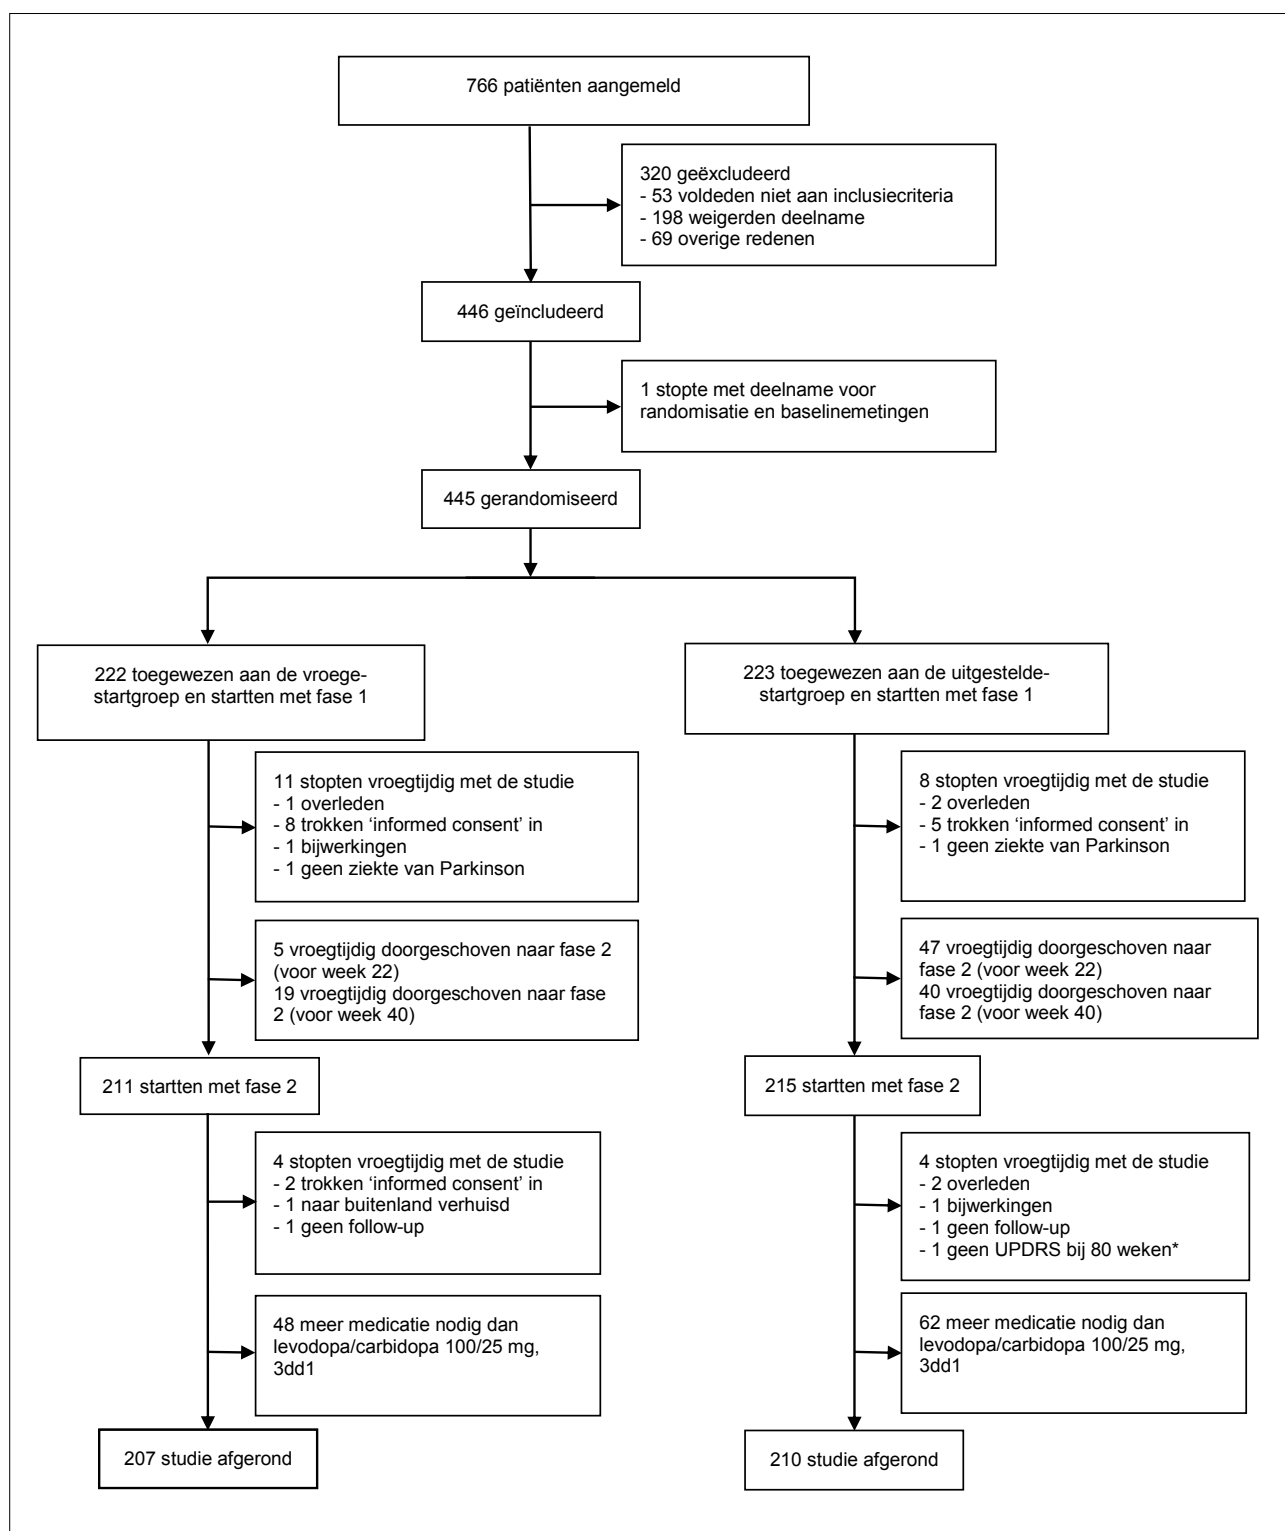 766 patiënten aangemeld
320 geëxcludeerd
- 53 voldeden niet aan inclusiecriteria
- 198 weigerden deelname
- 69 overige redenen
446 geïncludeerd
1 stopte met deelname voor
randomisatie en baselinemetingen
445 gerandomiseerd
222 toegewezen aan de vroege-
startgroep en startten met fase 1
223 toegewezen aan de uitgestelde-
startgroep en startten met fase 1
11 stopten vroegtijdig met de studie
- 1 overleden
- 8 trokken ‘informed consent’ in
- 1 bijwerkingen
- 1 geen ziekte van Parkinson
8 stopten vroegtijdig met de studie
- 2 overleden
- 5 trokken ‘informed consent’ in
- 1 geen ziekte van Parkinson
5 vroegtijdig doorgeschoven naar fase 2
(voor week 22)
19 vroegtijdig doorgeschoven naar fase
2 (voor week 40)
47 vroegtijdig doorgeschoven naar
fase 2 (voor week 22)
40 vroegtijdig doorgeschoven naar
fase 2 (voor week 40)
211 startten met fase 2
215 startten met fase 2
4 stopten vroegtijdig met de studie
- 2 trokken ‘informed consent’ in
- 1 naar buitenland verhuisd
- 1 geen follow-up
4 stopten vroegtijdig met de studie
- 2 overleden
- 1 bijwerkingen
- 1 geen follow-up
- 1 geen UPDRS bij 80 weken*
48 meer medicatie nodig dan
levodopa/carbidopa 100/25 mg,
3dd1
62 meer medicatie nodig dan
levodopa/carbidopa 100/25 mg,
3dd1
207 studie afgerond
210 studie afgerond